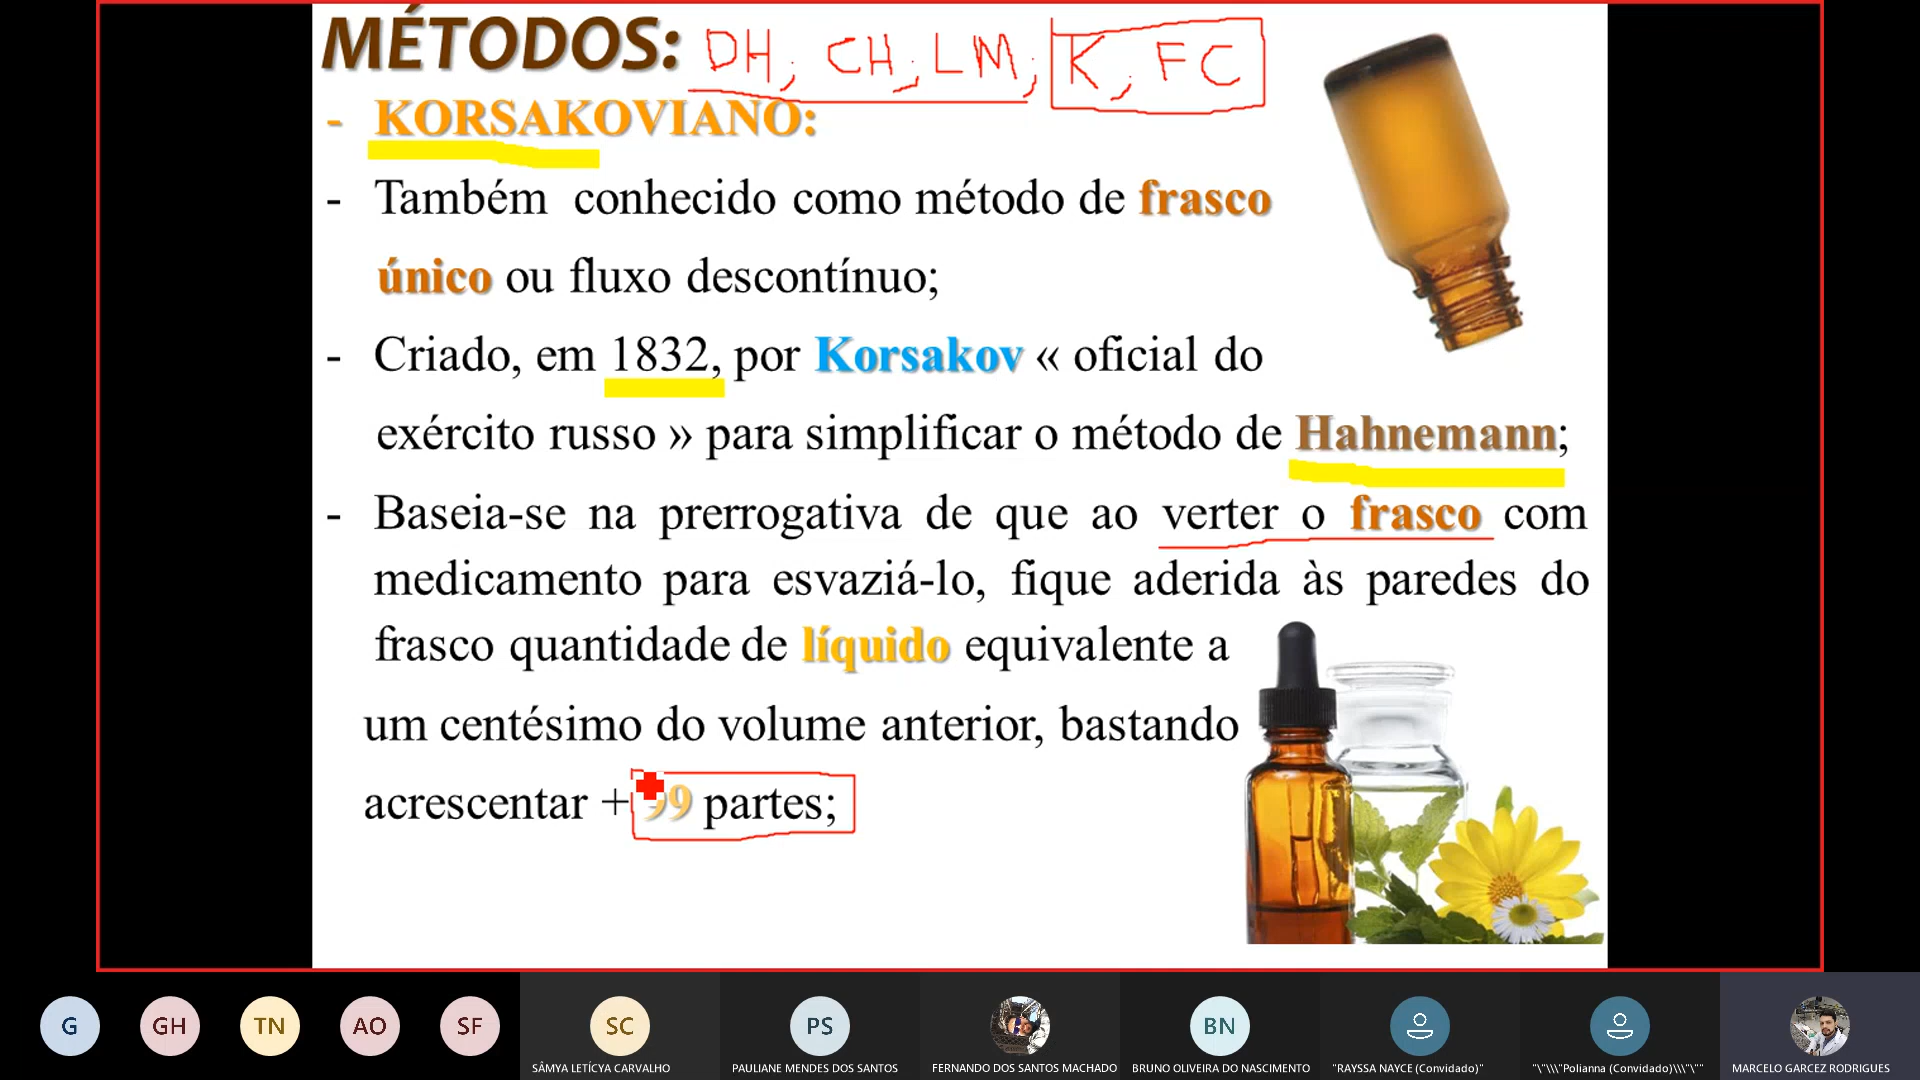 MÉTODOS: DH; CH; LM; K, FC
- KORSAKOVIANO:
- Também conhecido como método de frasco
único ou fluxo descontínuo;
- Criado, em 1832, por Korsakov « oficial do
exército russo » para simplificar o método de Hahnemann;
- Baseia-se na prerrogativa de que ao verter o frasco com
medicamento para esvaziá-lo, fique aderida às paredes do
frasco quantidade de líquido equivalente a
um centésimo do volume anterior, bastando
acrescentar + 99 partes;
G GH TN AO SF SC PS BN
SÂMYA LETÍCYA CARVALHO PAULIANE MENDES DOS SANTOS FERNANDO DOS SANTOS MACHADO BRUNO OLIVEIRA DO NASCIMENTO "RAYSSA NAYCE (Convidado)" "\"\\\"Polianna (Convidado)\\\"\"" MARCELO GARCEZ RODRIGUES